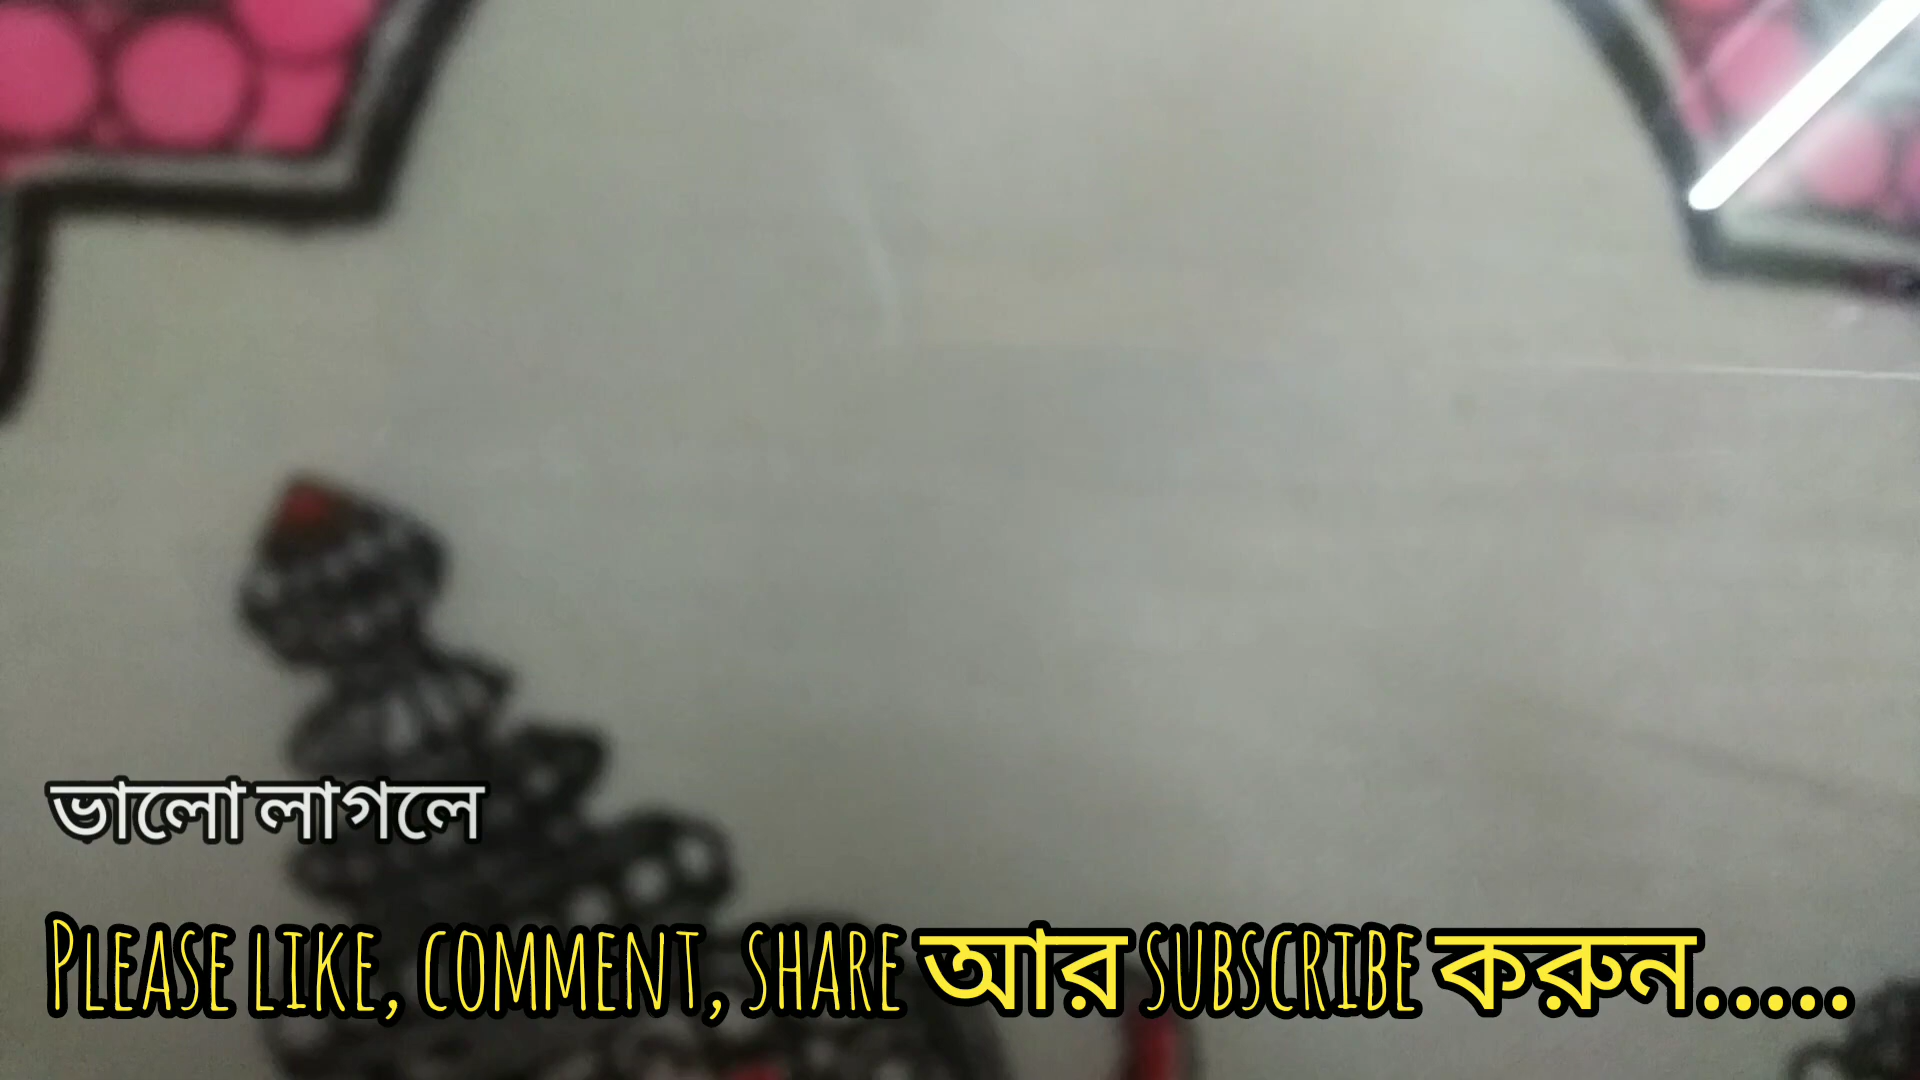 ভালো লাগলে
Please like, comment, share আর subscribe করুন.....